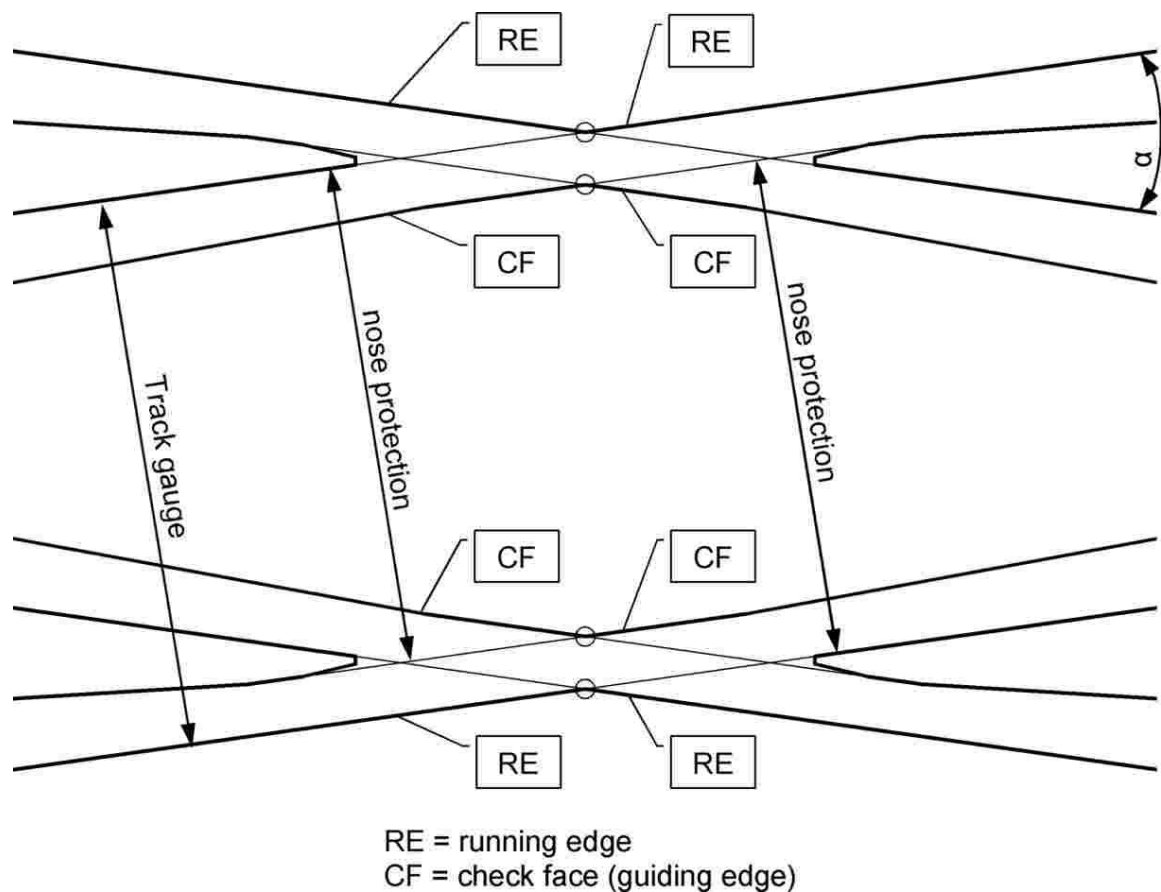 RE
RE
α
CF
CF
nose protection
nose protection
Track gauge
CF
CF
RE
RE
RE = running edge
CF = check face (guiding edge)